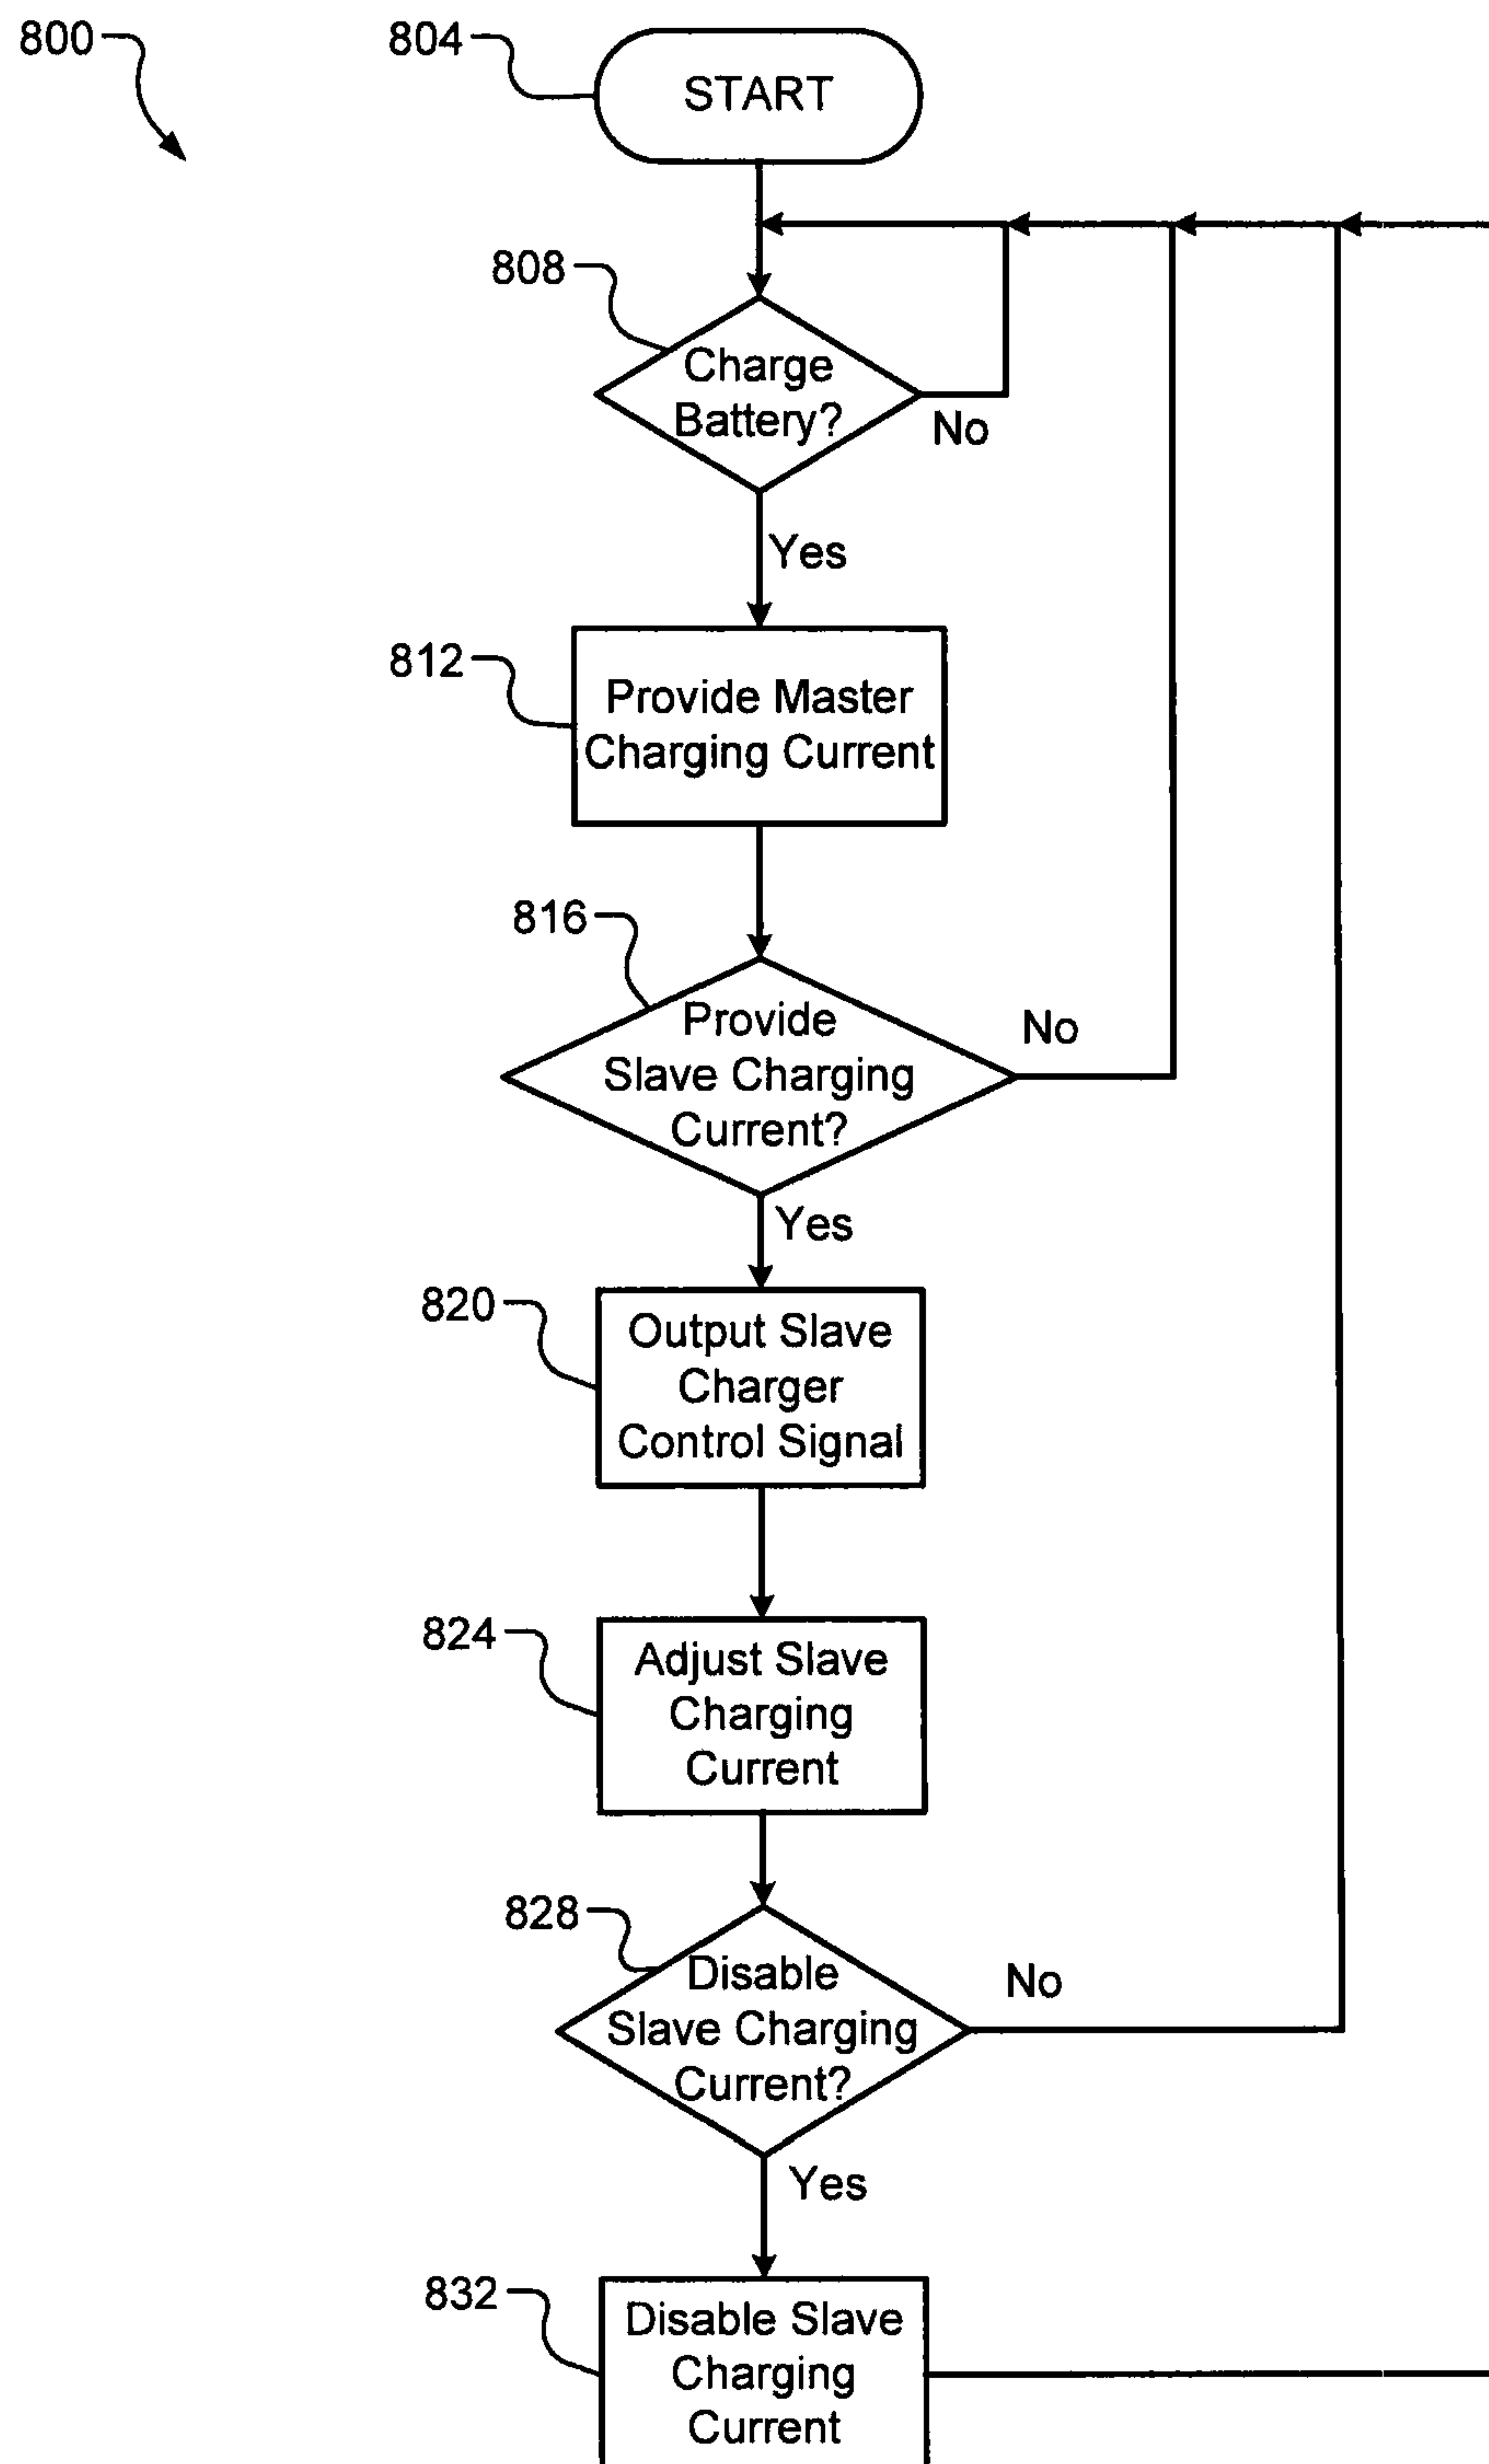 800
804
START
808
Charge
Battery?
No
Yes
812
Provide Master
Charging Current
816
Provide
Slave Charging
Current?
No
Yes
820
Output Slave
Charger
Control Signal
824
Adjust Slave
Charging
Current
828
Disable
Slave Charging
Current?
No
Yes
832
Disable Slave
Charging
Current